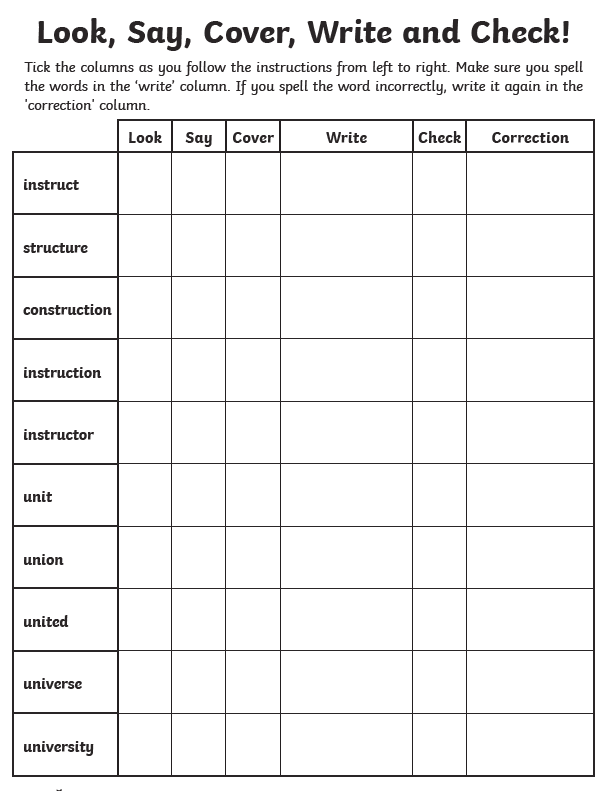 Look, Say, Cover, Write and Check!
Tick the columns as you follow the instructions from left to right. Make sure you spell
the words in the ‘write’ column. If you spell the word incorrectly, write it again in the
'correction' column.
Look Say Cover Write Check Correction
instruct
structure
construction
instruction
instructor
unit
union
united
universe
university